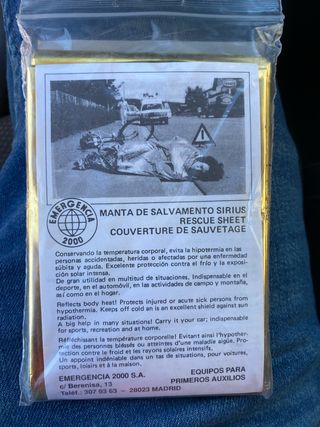 EMERGENCIA
2000
MANTA DE SALVAMENTO SIRIUS
RESCUE SHEET
COUVERTURE DE SAUVETAGE
Conservando la temperatura corporal, evita la hipotermia en las
personas accidentadas, heridas o afectadas por una enfermedad
súbita y aguda. Excelente protección contra el frío y la exposi-
ción solar intensa.
De gran utilidad en multitud de situaciones, Indispensable en el
deporte, en el automóvil, en las actividades de campo y montaña,
así como en el hogar.
Reflects body heat! Protects injured or acute sick persons from
hypothermia. Keeps off cold an is an excellent shield against sun
radiation.
A big help in many situations! Carry it your car; indispensable
for sports, recreation and at home.
Réfléchissant la température corporelle! Evitant ainsi l'hypother-
mie des personnes blessés ou atteintes d'une maladie aigüe. Pro-
tection contre le froid et les rayons solaires intensifs.
Un appoint indéniable dans un tas de situations, pour voitures,
sports, loisirs et à la maison.
EMERGENCIA 2000 S.A.
c/ Berenisa, 13
Teléf.: 307 93 63 - 28023 MADRID
EQUIPOS PARA
PRIMEROS AUXILIOS